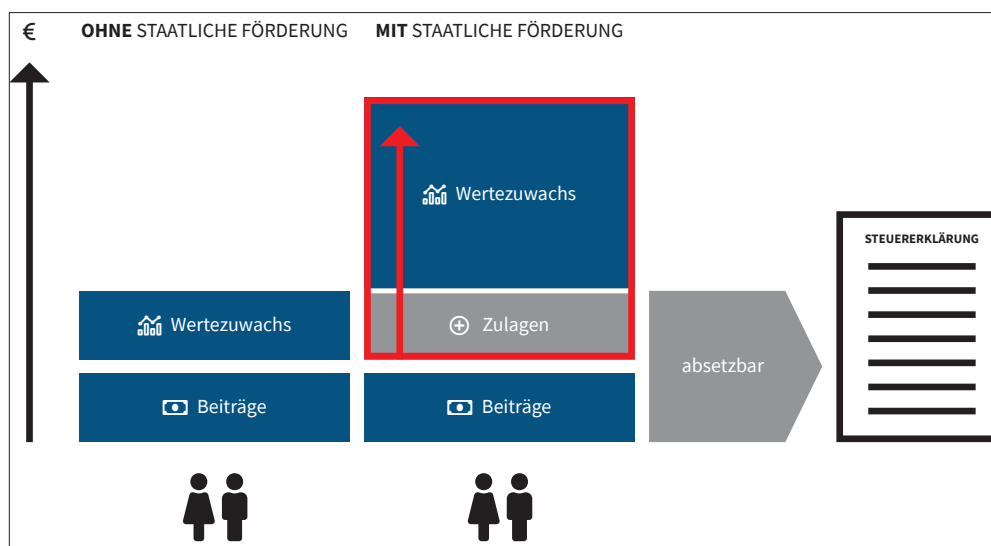 €
OHNE STAATLICHE FÖRDERUNG
MIT STAATLICHE FÖRDERUNG
Wertezuwachs
STEUERERKLÄRUNG
Wertezuwachs
Zulagen
absetzbar
Beiträge
Beiträge